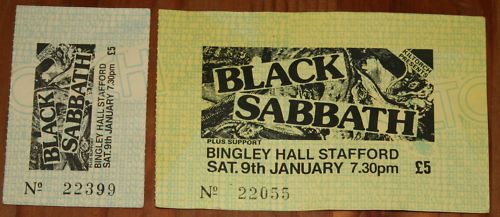 BLACK
SABBATH
BINGLEY HALL STAFFORD
SAT. 9th JANUARY 7.30pm
£5
Nº 22399
BLACK
SABBATH
PLUS SUPPORT
BINGLEY HALL STAFFORD
SAT. 9th JANUARY 7.30pm £5
Nº 22055